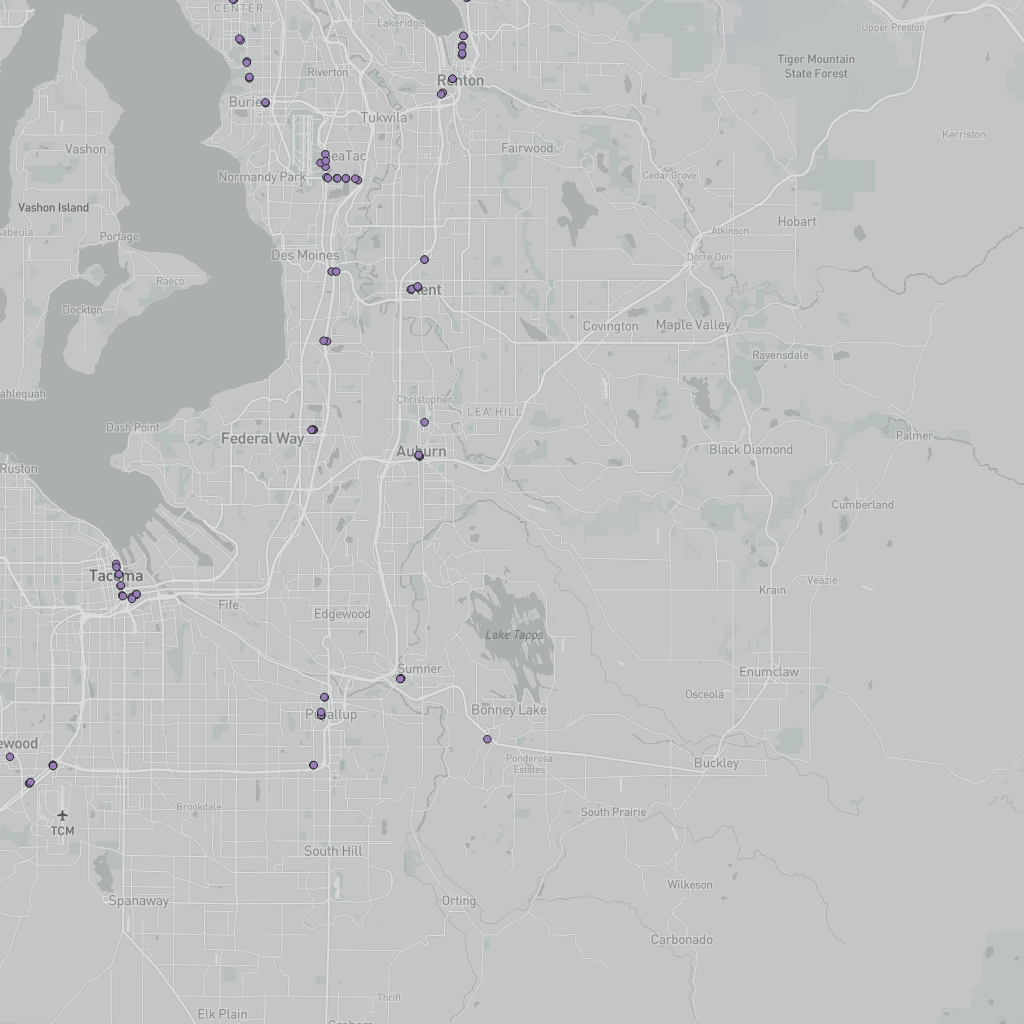 CENTER
Lakeridge
Upper Preston
Tiger Mountain
State Forest
Riverton
Renton
Burien
Tukwila
Kerriston
Vashon
SeaTac
Fairwood
Normandy Park
Cedar Grove
Vashon Island
Hobart
Portage
Atkinson
Des Moines
Dorre Don
Raeco
Kent
Dockton
Covington
Maple Valley
Ravensdale
ahlequah
Christopher
LEA HILL
Dash Point
Federal Way
Palmer
Auburn
Black Diamond
Ruston
Cumberland
Tacoma
Veazie
Krain
Fife
Edgewood
Lake Tapps
Sumner
Enumclaw
Osceola
Bonney Lake
Puyallup
ewood
Ponderosa
Estates
Buckley
Brookdale
South Prairie
TCM
South Hill
Wilkeson
Spanaway
Orting
Carbonado
Thrift
Elk Plain
Graham